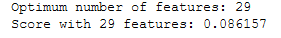 Optimum number of features: 29
Score with 29 features: 0.086157